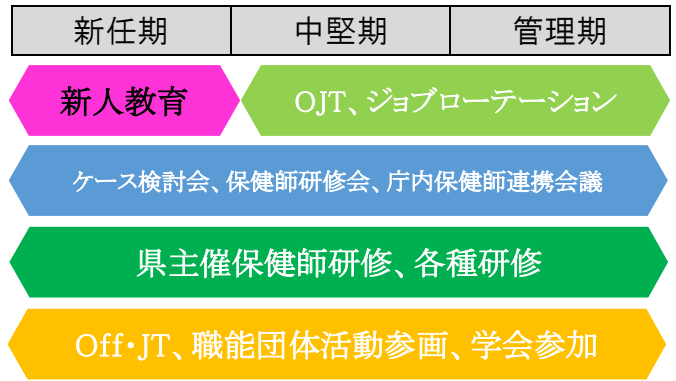 新任期 中堅期 管理期
新人教育 OJT、ジョブローテーション
ケース検討会、保健師研修会、庁内保健師連携会議
県主催保健師研修、各種研修
Off・JT、職能団体活動参画、学会参加